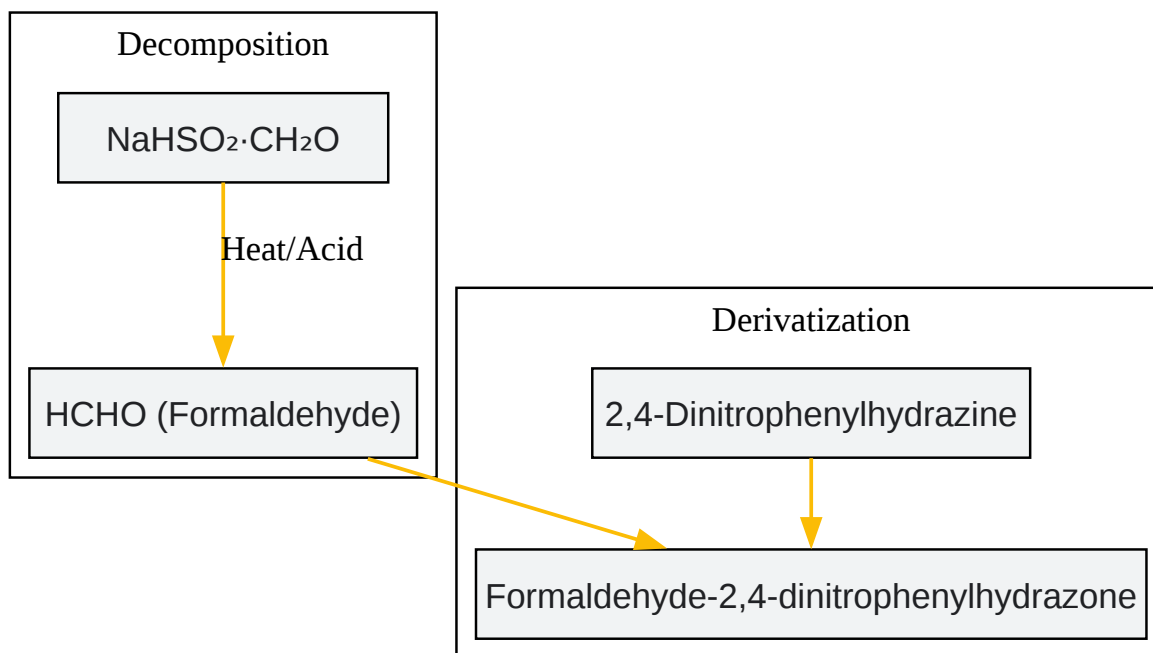 Decomposition
NaHSO₂·CH₂O
Heat/Acid
HCHO (Formaldehyde)
Derivatization
2,4-Dinitrophenylhydrazine
Formaldehyde-2,4-dinitrophenylhydrazone